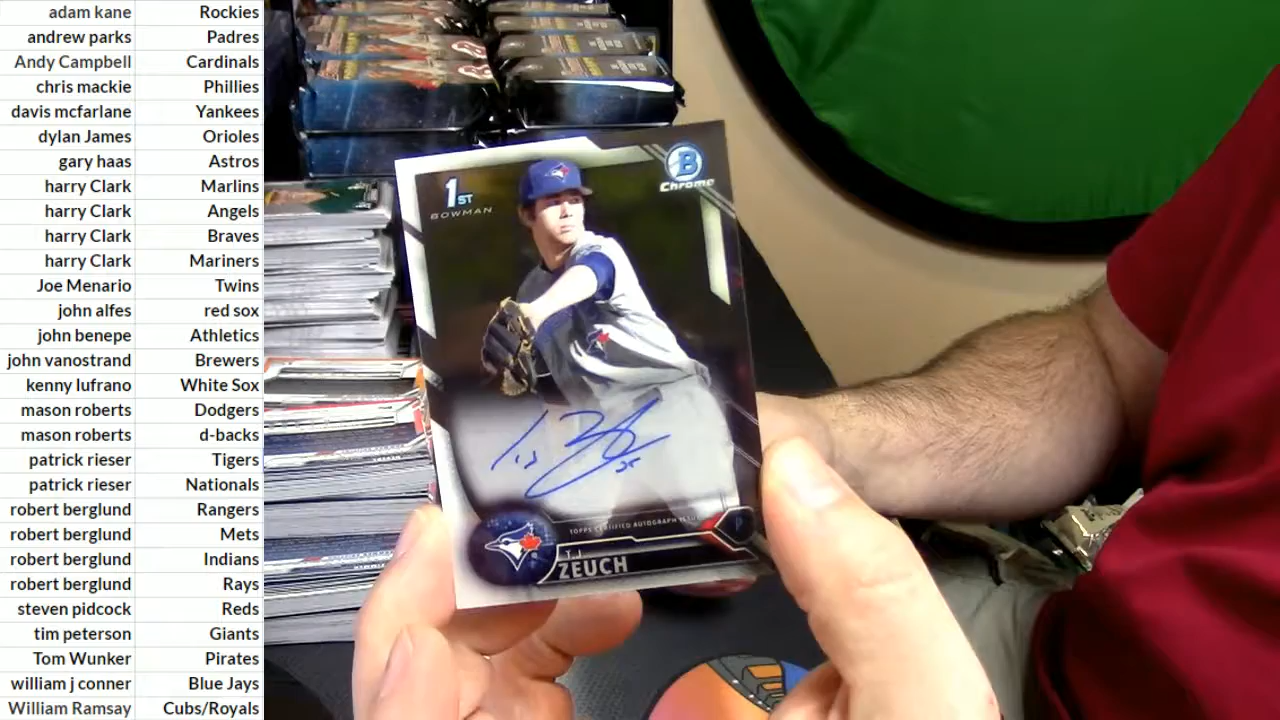 adam kane Rockies
andrew parks Padres
Andy Campbell Cardinals
chris mackie Phillies
davis mcfarlane Yankees
dylan James Orioles
gary haas Astros
harry Clark Marlins
harry Clark Angels
harry Clark Braves
harry Clark Mariners
Joe Menario Twins
john alfes red sox
john benepe Athletics
john vanostrand Brewers
kenny lufrano White Sox
mason roberts Dodgers
mason roberts d-backs
patrick rieser Tigers
patrick rieser Nationals
robert berglund Rangers
robert berglund Mets
robert berglund Indians
robert berglund Rays
steven pidcock Reds
tim peterson Giants
Tom Wunker Pirates
william j conner Blue Jays
William Ramsay Cubs/Royals
1ST
BOWMAN
B
Chrome
TOPPS CERTIFIED AUTOGRAPH ISSUE
P
T.J.
ZEUCH